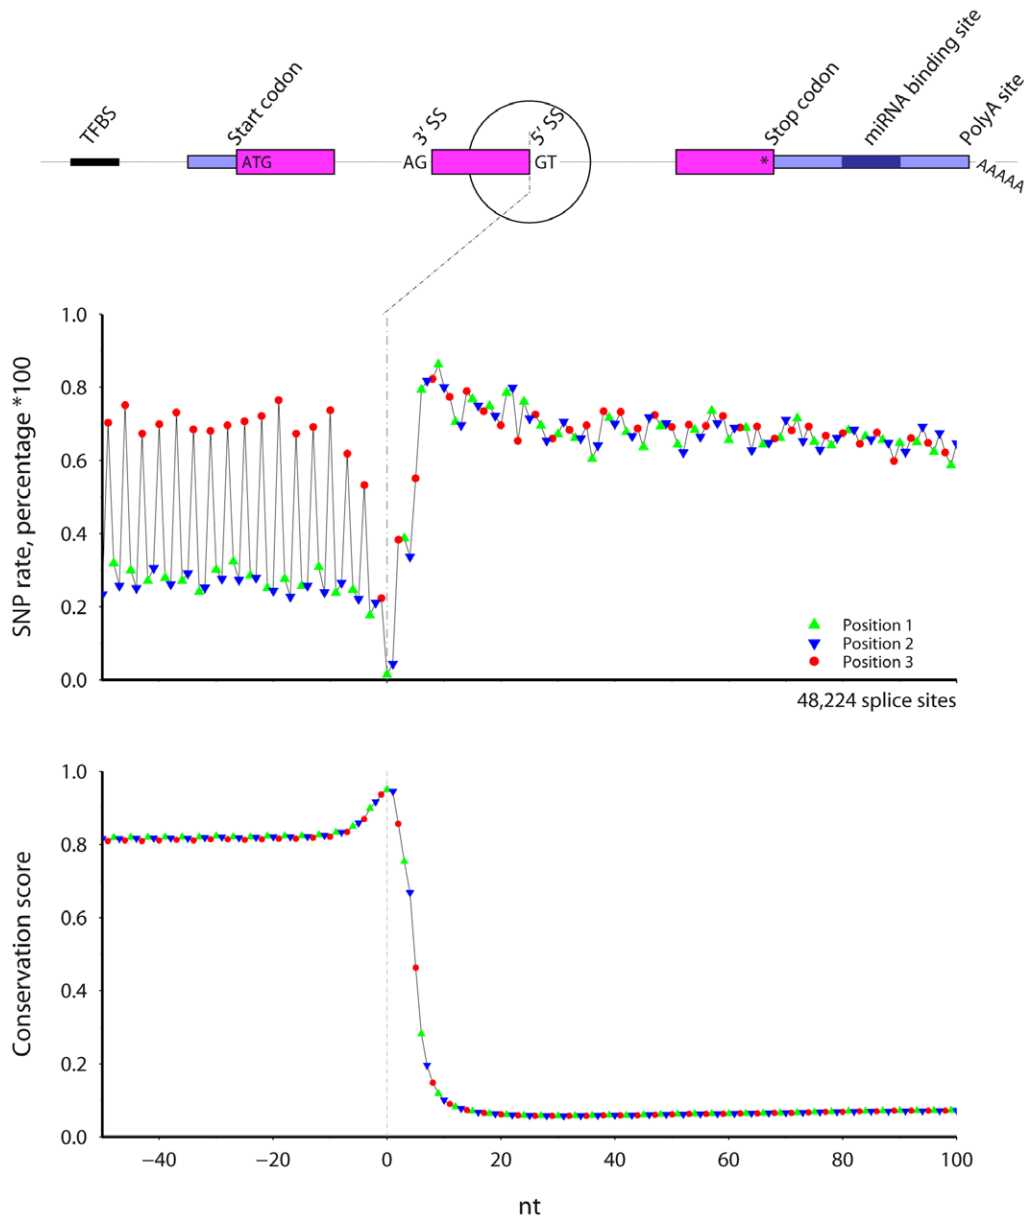 TFBS
Start codon
3' SS
5' SS
Stop codon
miRNA binding site
PolyA site
ATG
AG
GT
*
AAAAA
SNP rate, percentage *100
1.0
0.8
0.6
0.4
0.2
0.0
Position 1
Position 2
Position 3
48,224 splice sites
Conservation score
1.0
0.8
0.6
0.4
0.2
0.0
−40 −20 0 20 40 60 80 100
nt